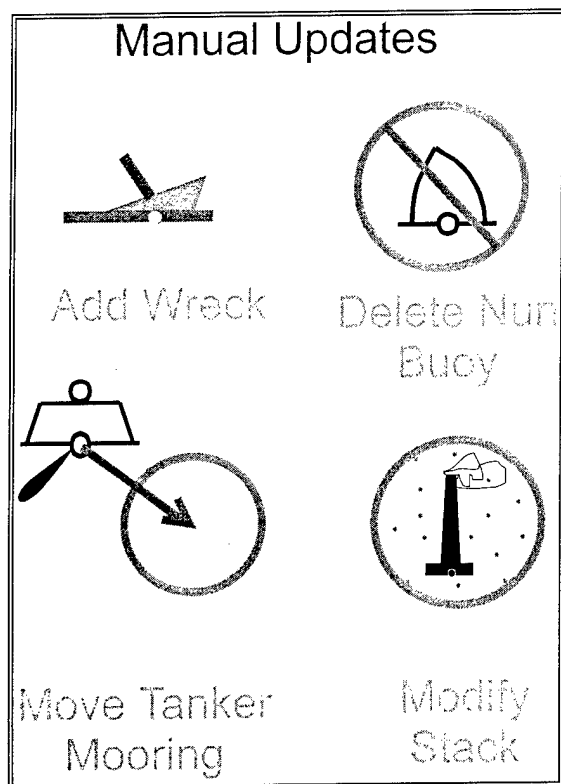 Manual Updates
Add Wreck
Delete Nun
Buoy
Move Tanker
Mooring
Modify
Stack